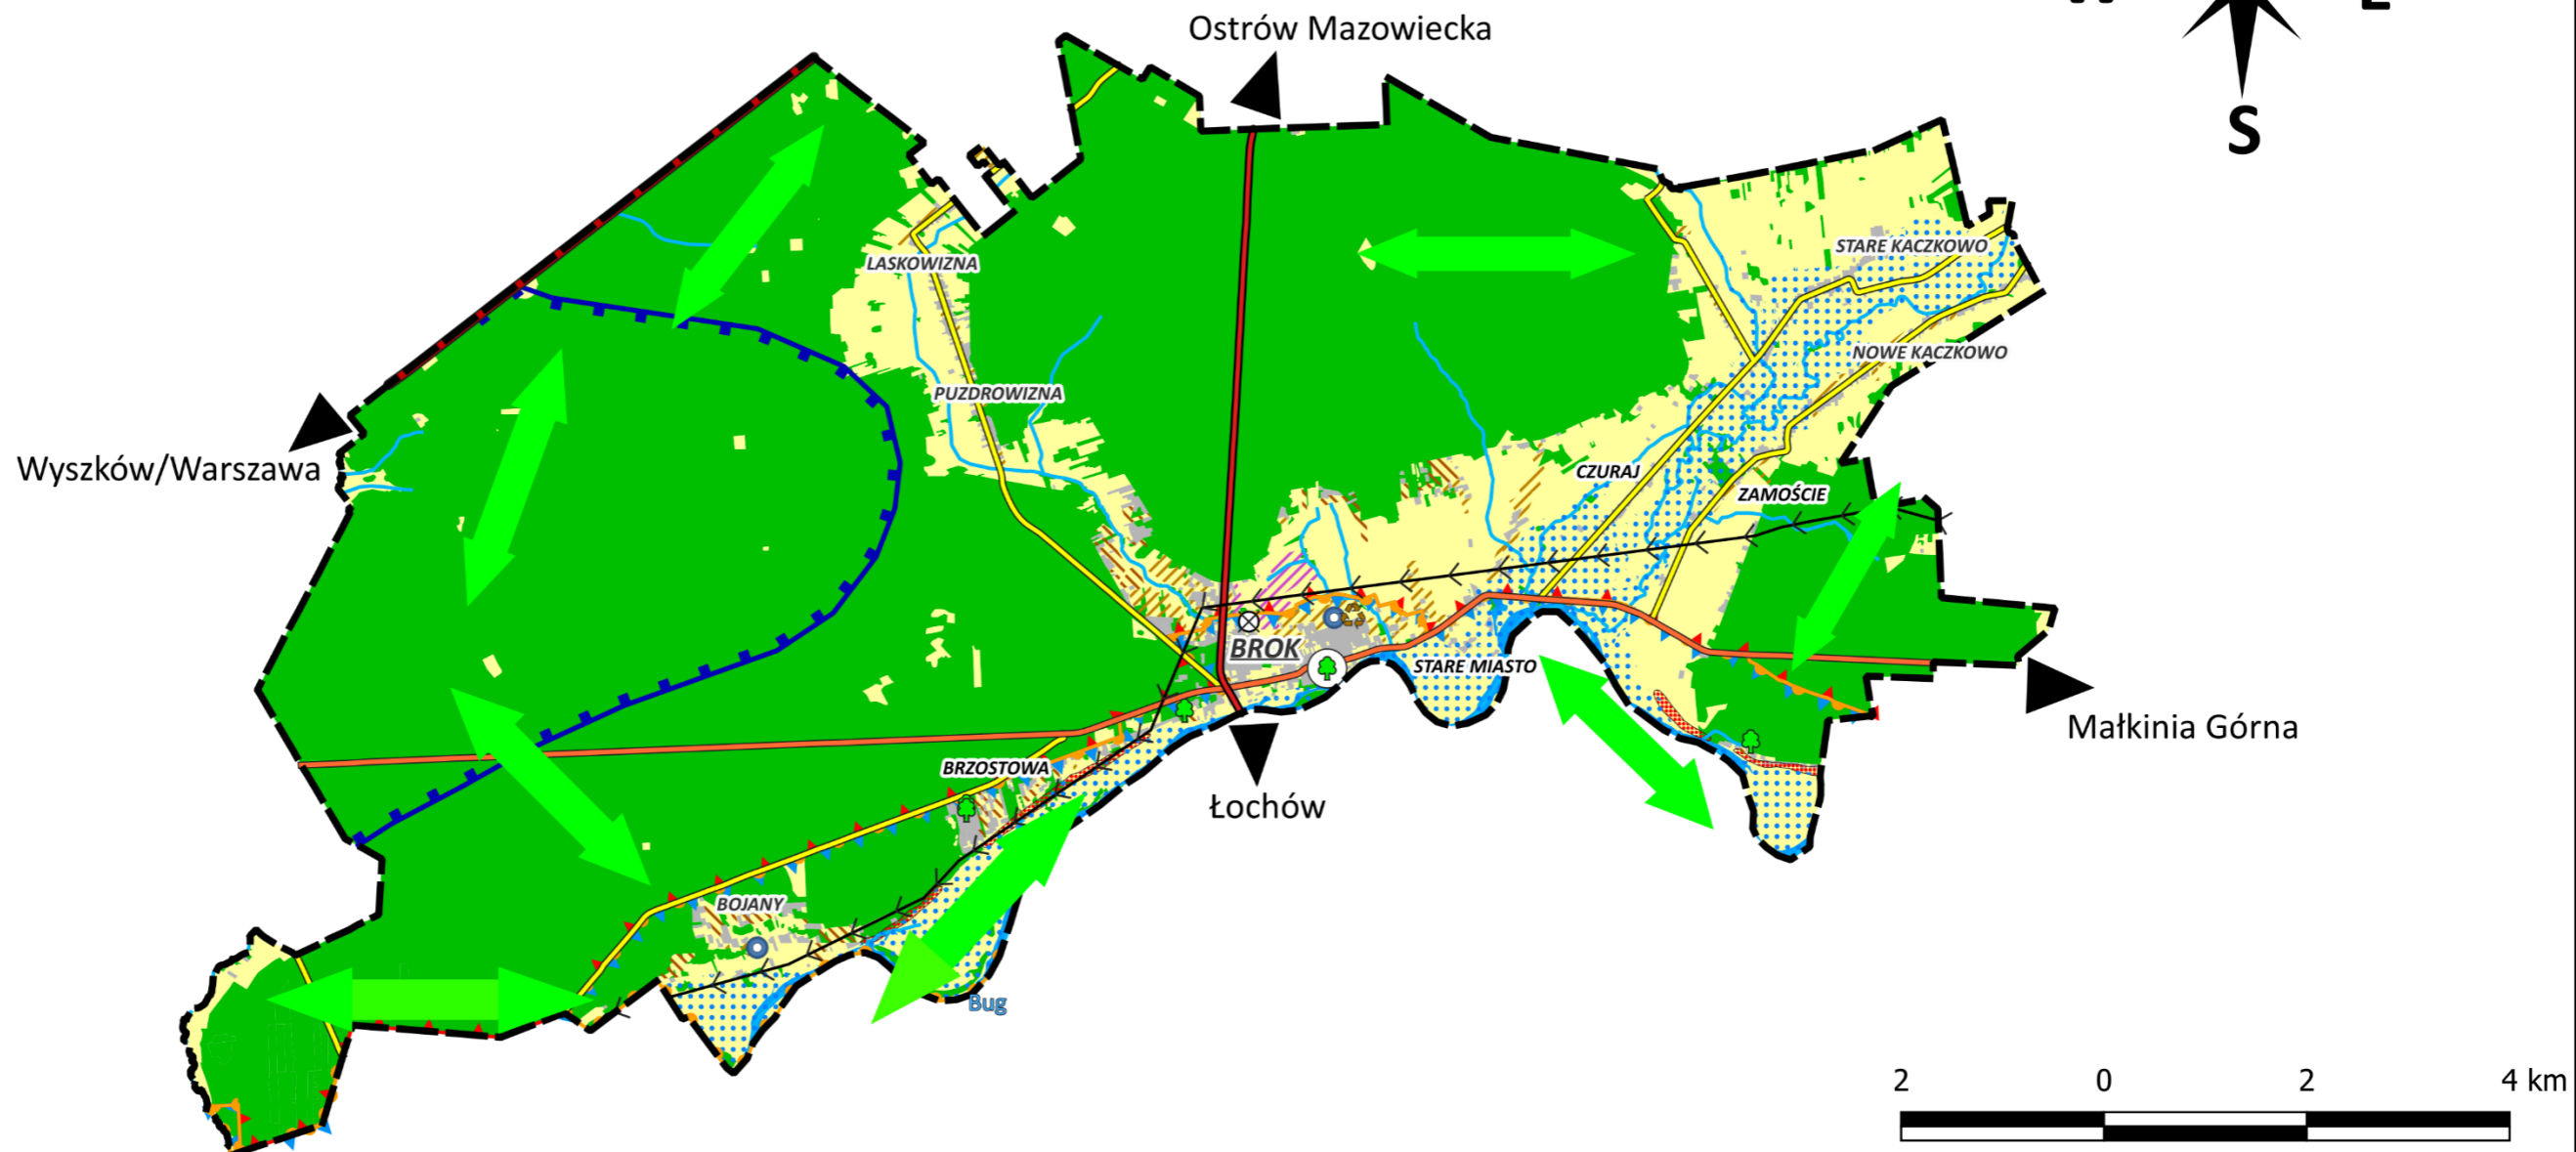 Ostrów Mazowiecka
S
STARE KACZKOWO
LASKOWIZNA
NOWE KACZKOWO
PUZDROWIZNA
Wyszków/Warszawa
CZURAJ
ZAMOŚCIE
BROK
STARE MIASTO
Małkinia Górna
BRZOSTOWA
Łochów
BOJANY
Bug
2 0 2 4 km